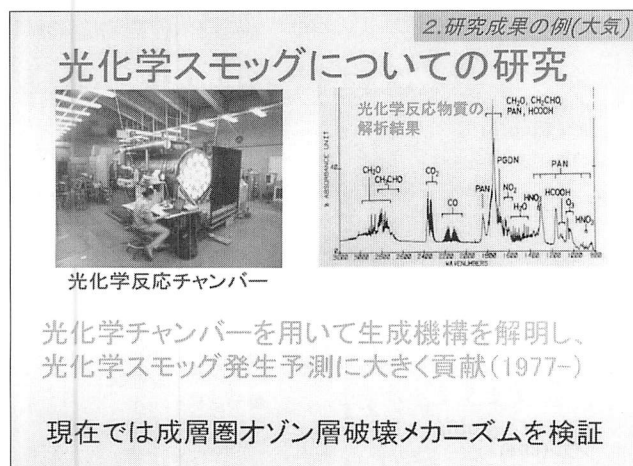 2.研究成果の例(大気)
光化学スモッグについての研究
光化学反応物質の
解析結果
CH₂O, CH₃CHO,
PAN, HCOOH
% ABSORBANCE UNIT
40
CH₂O
CH₃CHO
CO₂
CO
PAN
PGDN
NO₂
H₂O
HNO₃
PAN
HCOOH
O₃
HNO₃
WAVENUMBERS
光化学反応チャンバー
光化学チャンバーを用いて生成機構を解明し、
光化学スモッグ発生予測に大きく貢献(1977-)
現在では成層圏オゾン層破壊メカニズムを検証